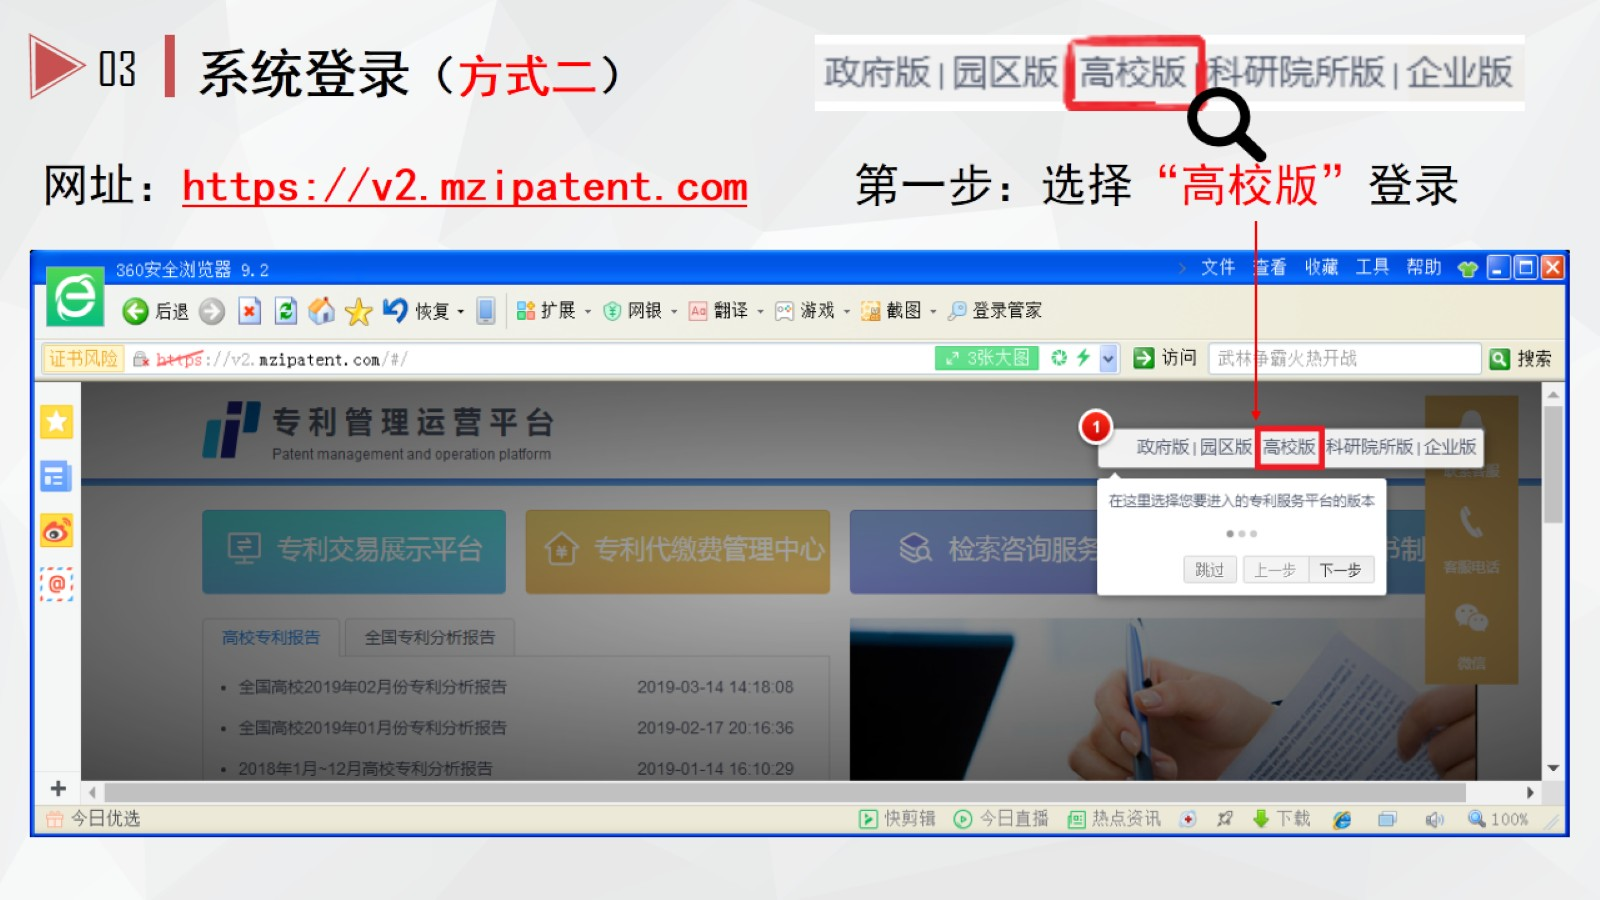 03 系统登录（方式二）
政府版 | 园区版 高校版 科研院所版 | 企业版
网址：https://v2.mzipatent.com
第一步：选择“高校版”登录
360安全浏览器 9.2
文件 查看 收藏 工具 帮助
后退 恢复 扩展 网银 翻译 游戏 截图 登录管家
证书风险 https://v2.mzipatent.com/#/ 3张大图 访问 武林争霸火热开战 搜索
专利管理运营平台
Patent management and operation platform
1
政府版 | 园区版 高校版 科研院所版 | 企业版
在这里选择您要进入的专利服务平台的版本
跳过 上一步 下一步
专利交易展示平台 专利代缴费管理中心 检索咨询服务 书制
客服电话
微信
高校专利报告 全国专利分析报告
全国高校2019年02月份专利分析报告 2019-03-14 14:18:08
全国高校2019年01月份专利分析报告 2019-02-17 20:16:36
2018年1月~12月高校专利分析报告 2019-01-14 16:10:29
今日优选 快剪辑 今日直播 热点资讯 下载 100%